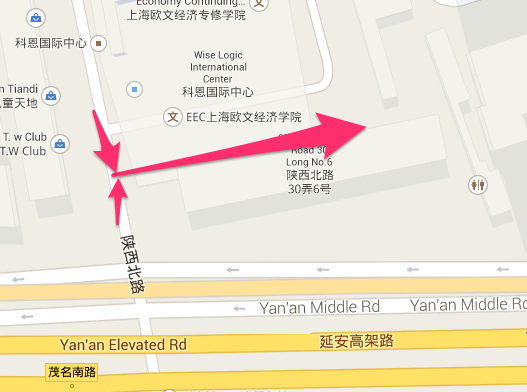 Economy Continuing...
上海欧文经济专修学院
科恩国际中心
Wise Logic
International
Center
科恩国际中心
Tiandi
童天地
EEC上海欧文经济学院
T. w Club
T.W Club
Road 30
Long No.6
陕西北路
30弄6号
陕西北路
Yan'an Middle Rd
Yan'an Middle Rd
Yan'an Elevated Rd
延安高架路
茂名南路